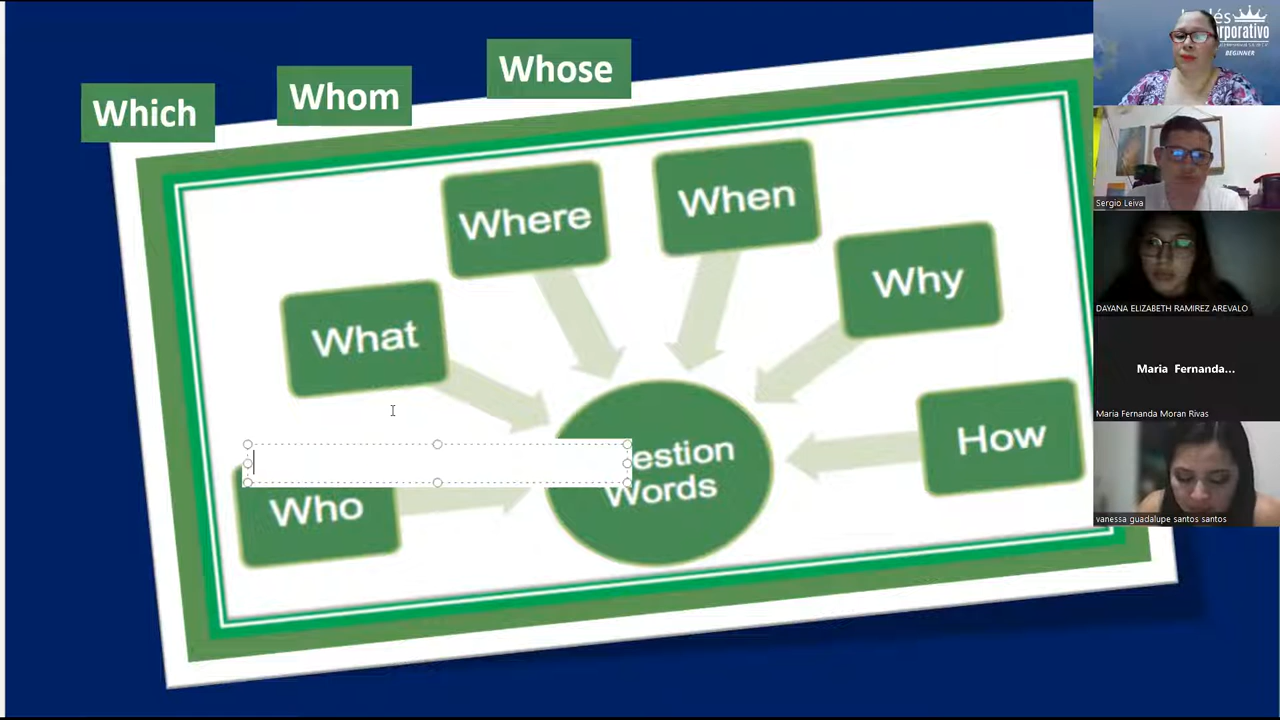 Which
Whom
Whose
Where
When
Why
What
How
Who
estion
Words
BEGINNER
Sergio Leiva
DAYANA ELIZABETH RAMIREZ AREVALO
Maria Fernanda...
Maria Fernanda Moran Rivas
vanessa guadalupe santos santos